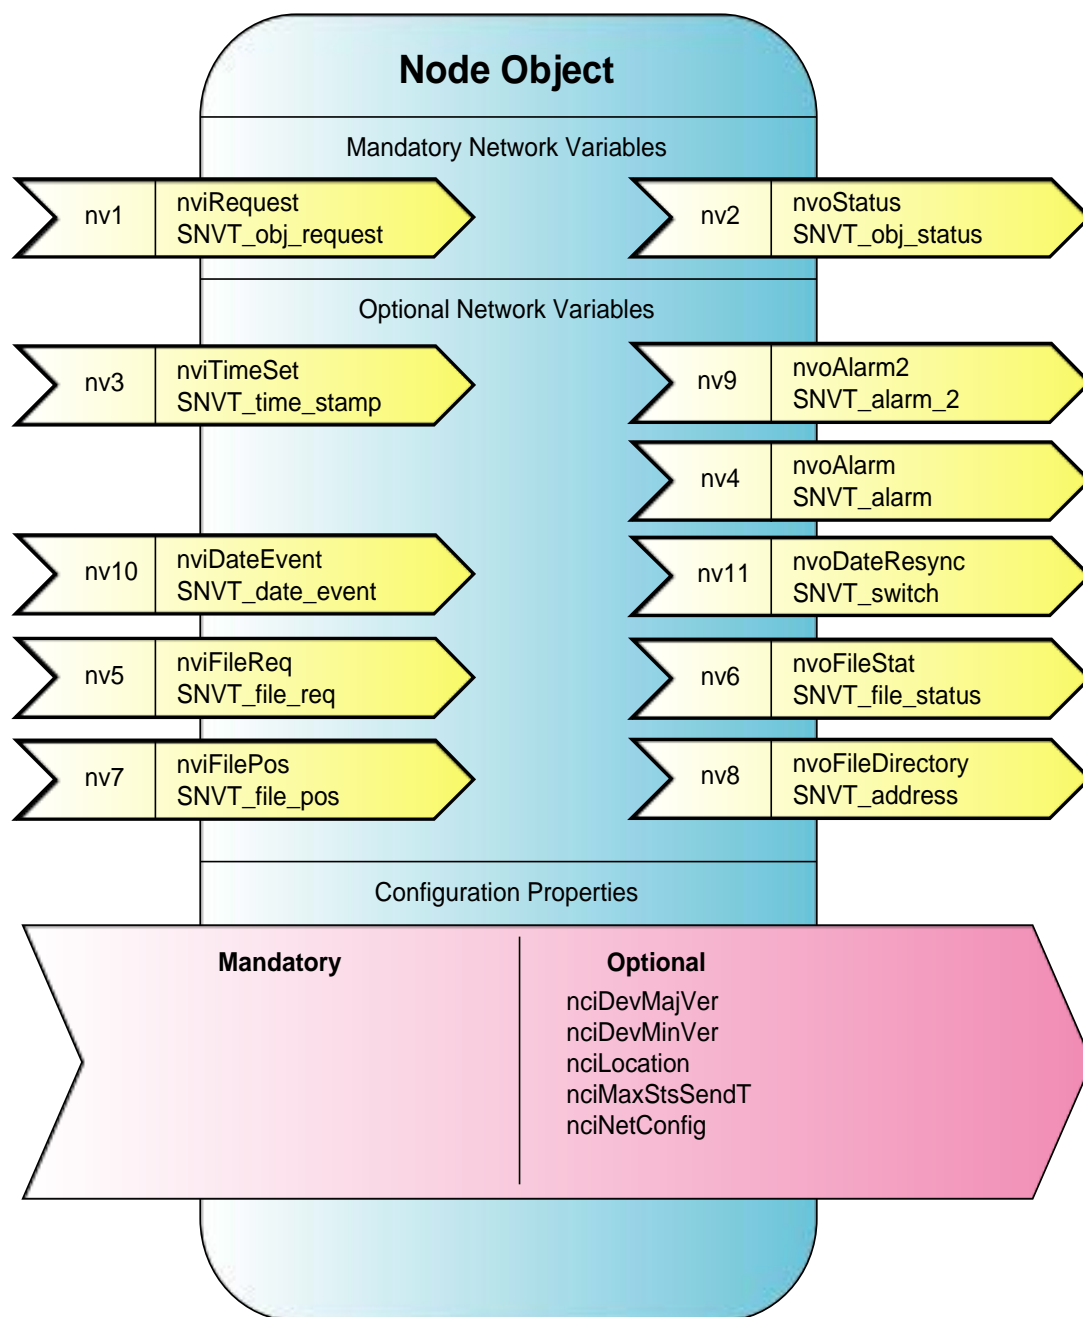 Node Object
Mandatory Network Variables
nv1
nviRequest
SNVT_obj_request
nv2
nvoStatus
SNVT_obj_status
Optional Network Variables
nv3
nviTimeSet
SNVT_time_stamp
nv9
nvoAlarm2
SNVT_alarm_2
nv4
nvoAlarm
SNVT_alarm
nv10
nviDateEvent
SNVT_date_event
nv11
nvoDateResync
SNVT_switch
nv5
nviFileReq
SNVT_file_req
nv6
nvoFileStat
SNVT_file_status
nv7
nviFilePos
SNVT_file_pos
nv8
nvoFileDirectory
SNVT_address
Configuration Properties
Mandatory
Optional
nciDevMajVer
nciDevMinVer
nciLocation
nciMaxStsSendT
nciNetConfig